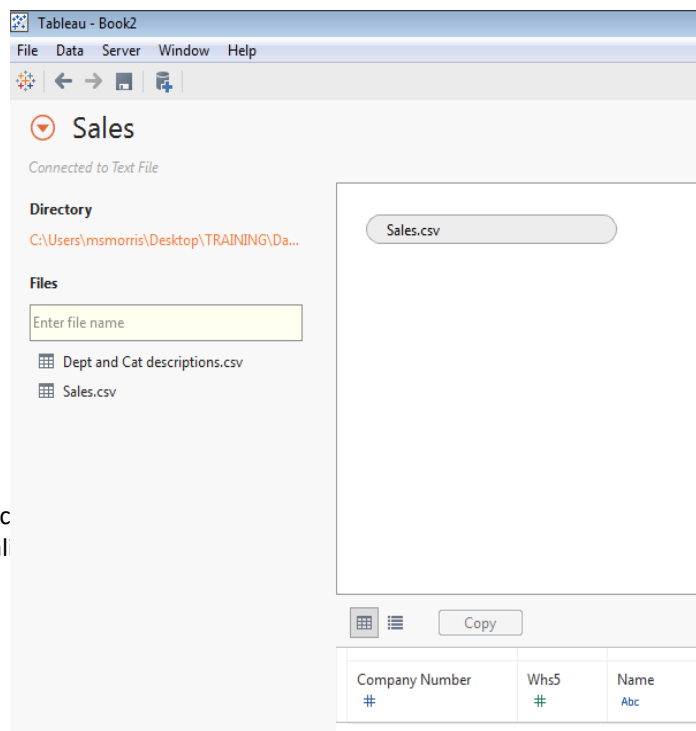 Tableau - Book2
File Data Server Window Help
Sales
Connected to Text File
Directory
C:\Users\msmorris\Desktop\TRAINING\Da...
Files
Enter file name
Dept and Cat descriptions.csv
Sales.csv
Sales.csv
Copy
Company Number Whs5 Name
# # Abc